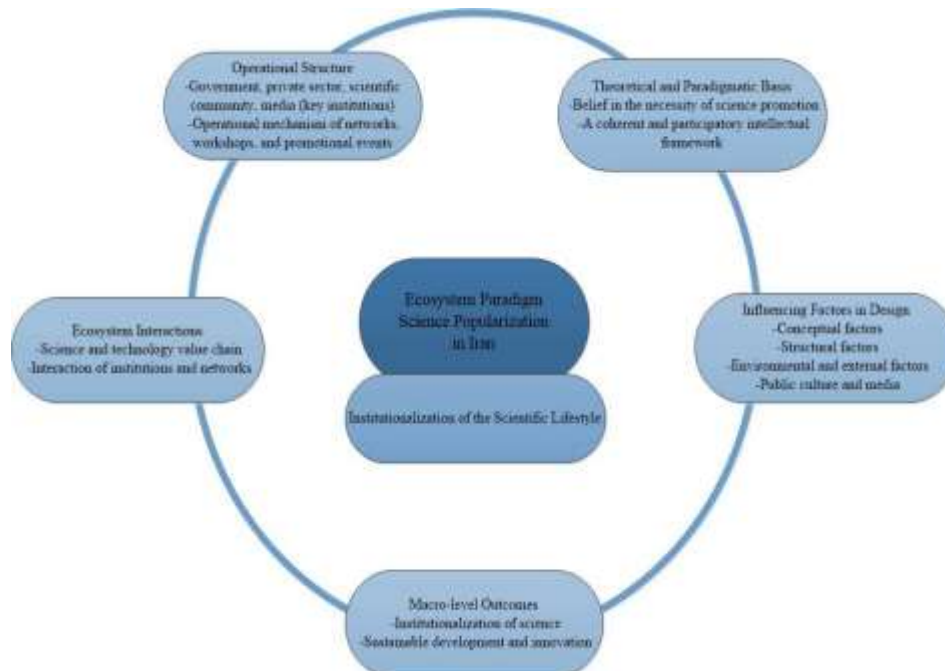 Operational Structure
-Government, private sector, scientific
community, media (key institutions)
-Operational mechanism of networks,
workshops, and promotional events
Theoretical and Paradigmatic Basis
-Belief in the necessity of science promotion
-A coherent and participatory intellectual
framework
Ecosystem Paradigm
Science Popularization
in Iran
Institutionalization of the Scientific Lifestyle
Ecosystem Interactions
-Science and technology value chain
-Interaction of institutions and networks
Influencing Factors in Design
-Conceptual factors
-Structural factors
-Environmental and external factors
-Public culture and media
Macro-level Outcomes
-Institutionalization of science
-Sustainable development and innovation